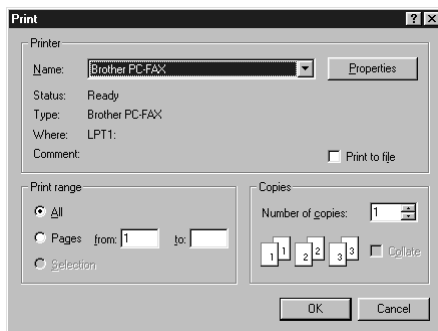 Print
Printer
Name: Brother PC-FAX Properties
Status: Ready
Type: Brother PC-FAX
Where: LPT1:
Comment: Print to file
Print range
All
Pages from: 1 to:
Selection
Copies
Number of copies: 1
1 1 2 2 3 3 Collate
OK Cancel